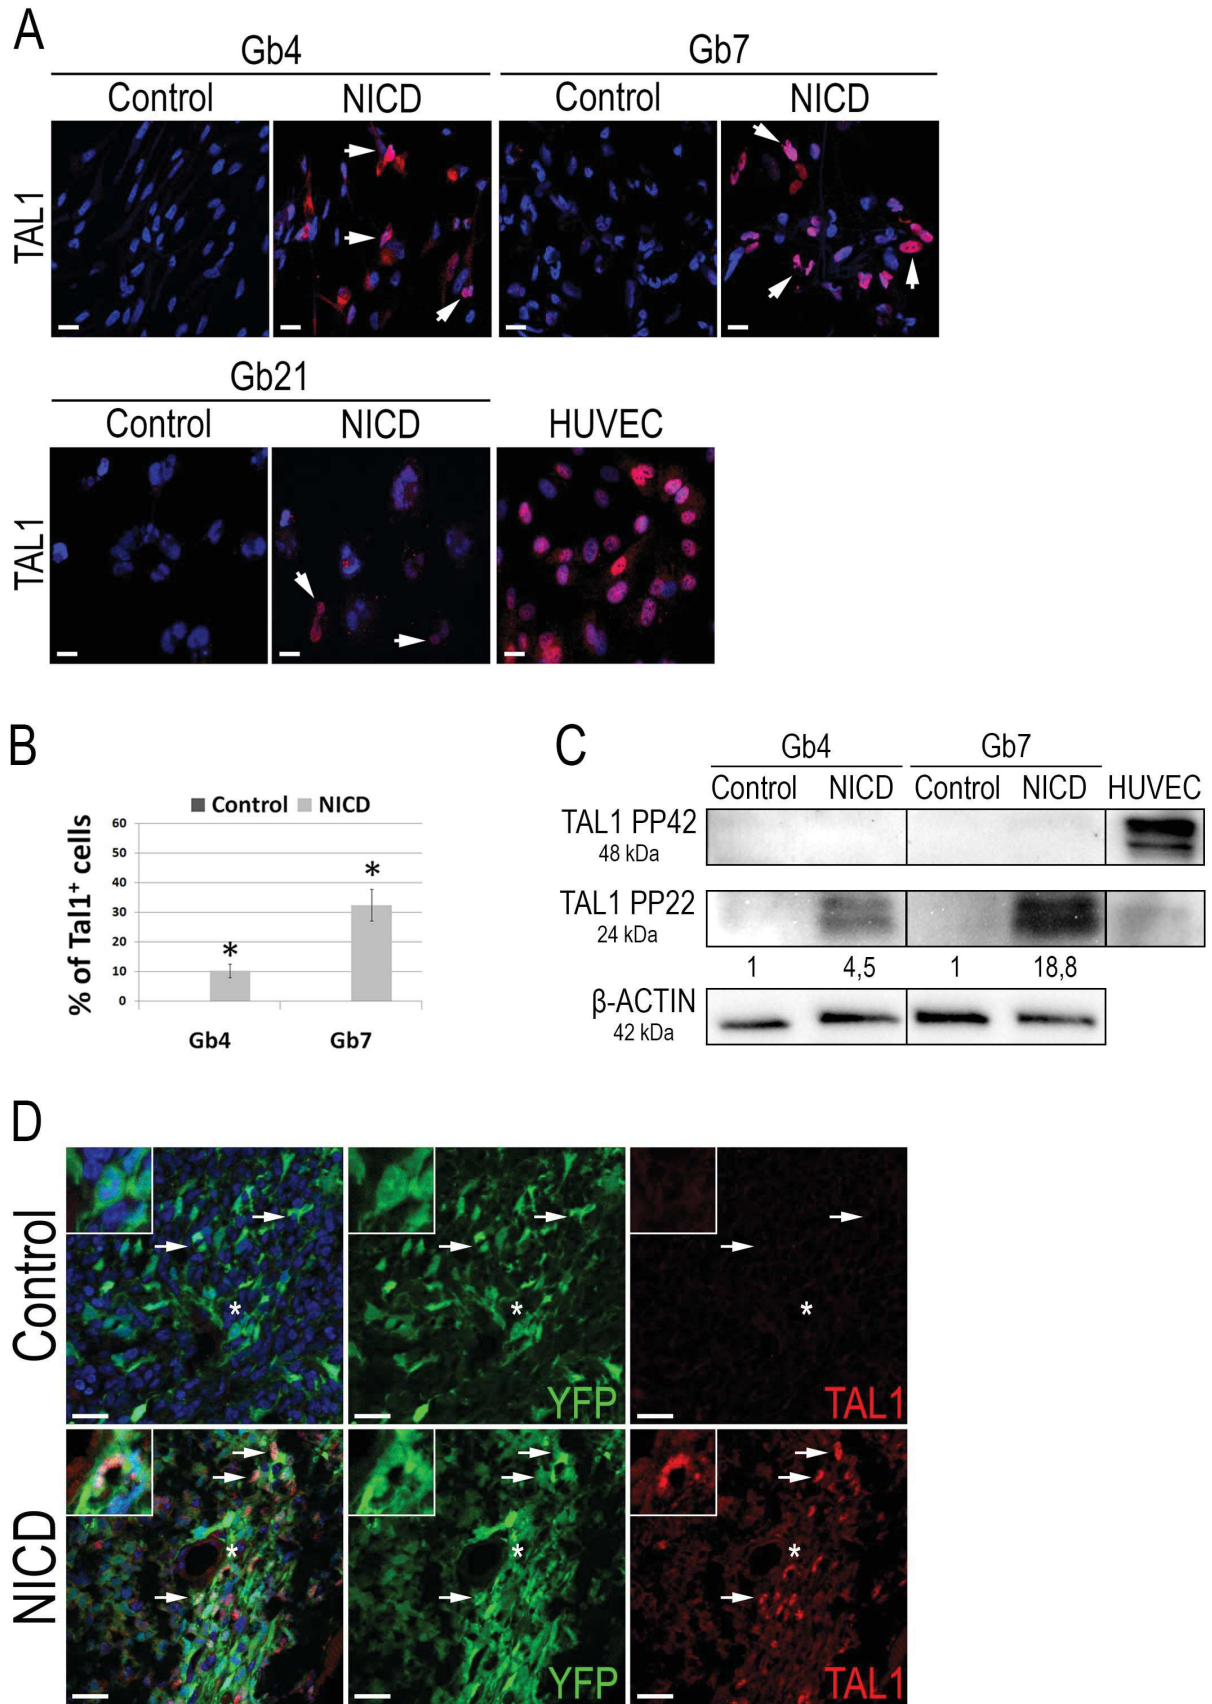 A
Gb4 Gb7
Control NICD Control NICD
TAL1
Gb21
Control NICD HUVEC
TAL1
B
Control NICD
% of Tal1+ cells
60
50
40
30
20
10
0
*
*
Gb4 Gb7
C
Gb4 Gb7
Control NICD Control NICD HUVEC
TAL1 PP42
48 kDa
TAL1 PP22
24 kDa
1 4,5 1 18,8
β-ACTIN
42 kDa
D
Control
* * *
YFP TAL1
NICD
* * *
YFP TAL1